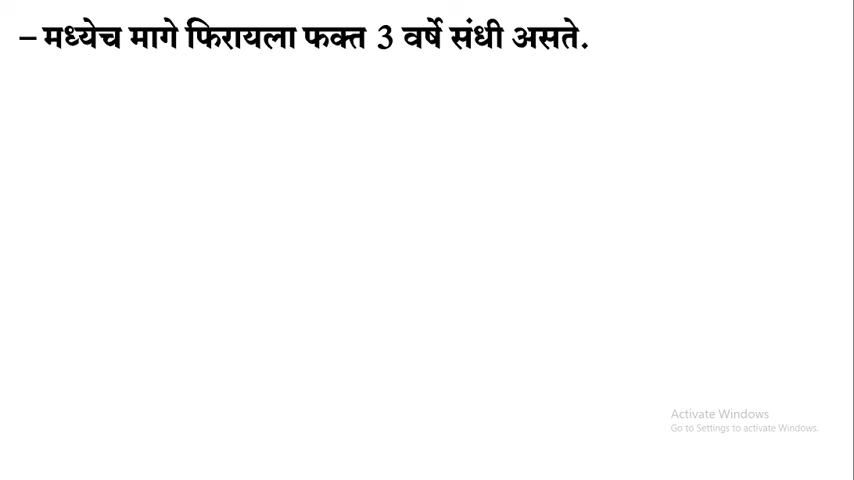 – मध्येच मागे फिरायला फक्त 3 वर्षे संधी असते.
Activate Windows
Go to Settings to activate Windows.